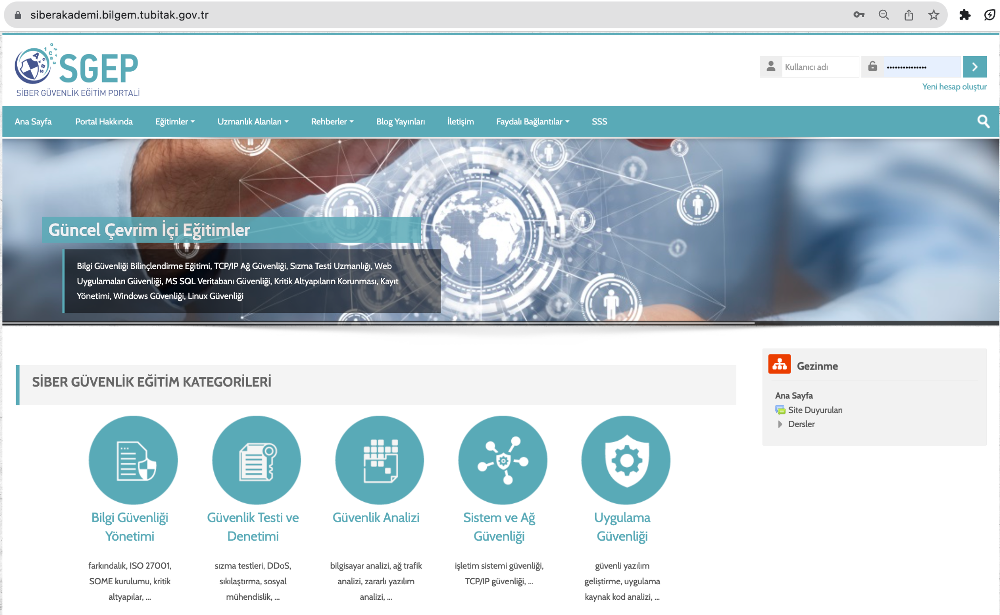 siberakademi.bilgem.tubitak.gov.tr
SGEP
SİBER GÜVENLİK EĞİTİM PORTALİ
Kullanıcı adı
Yeni hesap oluştur
Ana Sayfa
Portal Hakkında
Eğitimler
Uzmanlık Alanları
Rehberler
Blog Yayınları
İletişim
Faydalı Bağlantılar
SSS
Güncel Çevrim İçi Eğitimler
Bilgi Güvenliği Bilinçlendirme Eğitimi, TCP/IP Ağ Güvenliği, Sızma Testi Uzmanlığı, Web
Uygulamaları Güvenliği, MS SQL Veritabanı Güvenliği, Kritik Altyapıların Korunması, Kayıt
Yönetimi, Windows Güvenliği, Linux Güvenliği
SİBER GÜVENLİK EĞİTİM KATEGORİLERİ
Bilgi Güvenliği
Yönetimi
farkındalık, ISO 27001,
SOME kurulumu, kritik
altyapılar, ...
Güvenlik Testi ve
Denetimi
sızma testleri, DDoS,
sıkılaştırma, sosyal
mühendislik, ...
Güvenlik Analizi
bilgisayar analizi, ağ trafik
analizi, zararlı yazılım
analizi, ...
Sistem ve Ağ
Güvenliği
işletim sistemi güvenliği,
TCP/IP güvenliği, ...
Uygulama
Güvenliği
güvenli yazılım
geliştirme, uygulama
kaynak kod analizi, ...
Gezinme
Ana Sayfa
Site Duyuruları
Dersler